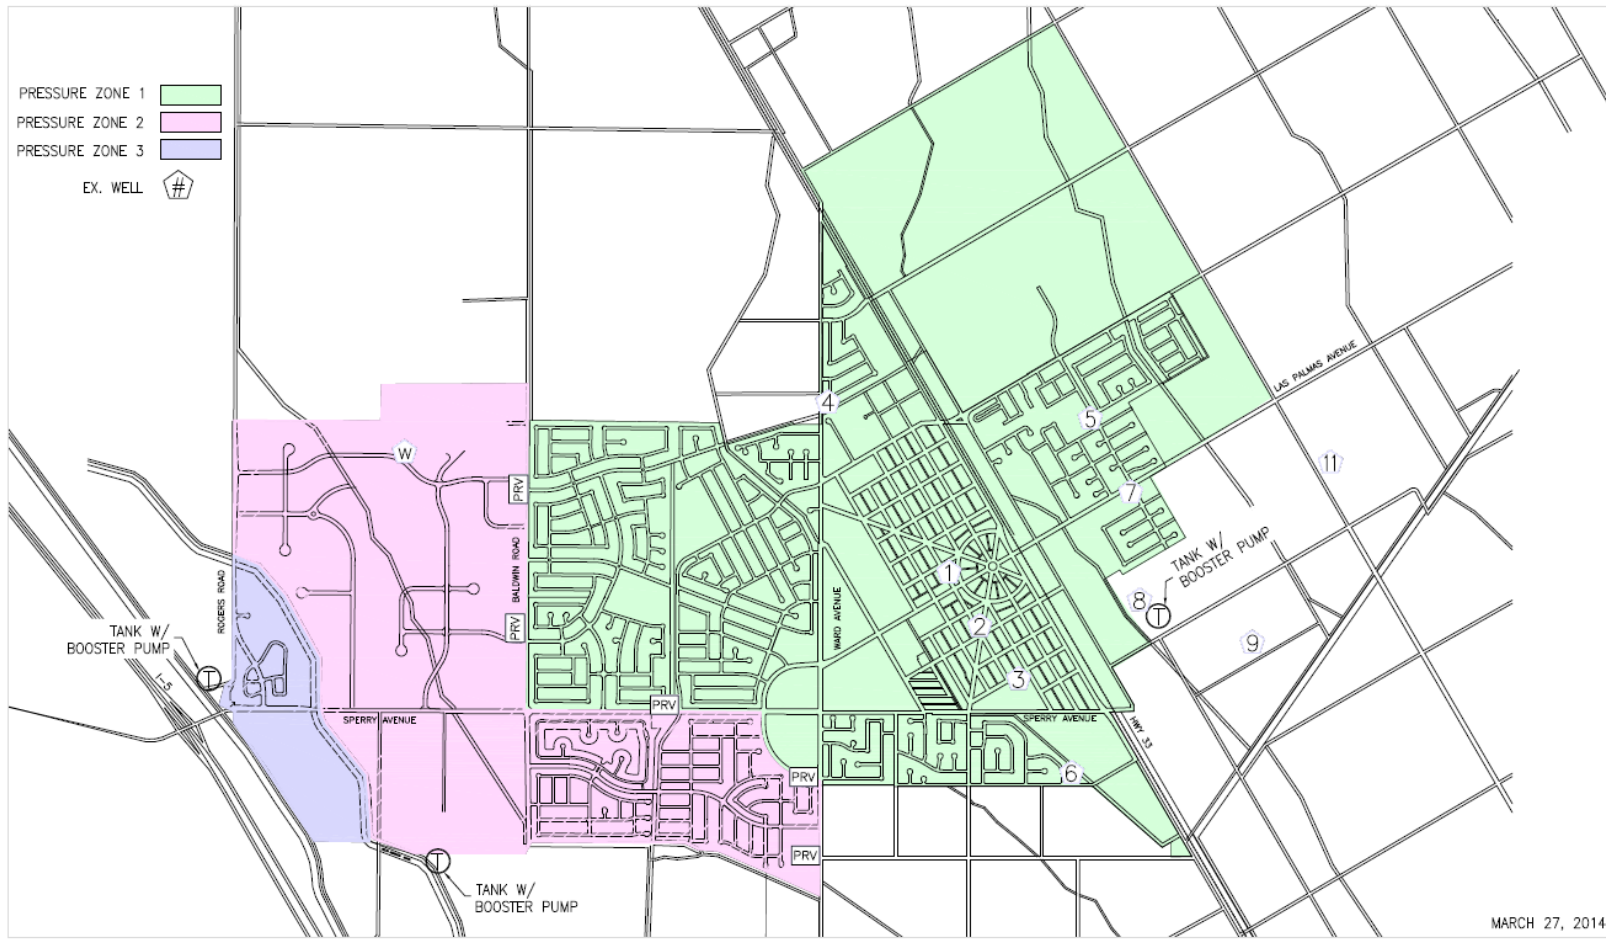 PRESSURE ZONE 1
PRESSURE ZONE 2
PRESSURE ZONE 3
EX. WELL #
LAS PALMAS AVENUE
4
5
W
11
PRV
7
TANK W/
BOOSTER PUMP
BALDWIN ROAD
ROGERS ROAD
1
WARD AVENUE
8
T
2
PRV
9
TANK W/
BOOSTER PUMP
T
I-5
3
PRV
SPERRY AVENUE
SPERRY AVENUE
HWY 33
PRV
6
PRV
T
TANK W/
BOOSTER PUMP
MARCH 27, 2014